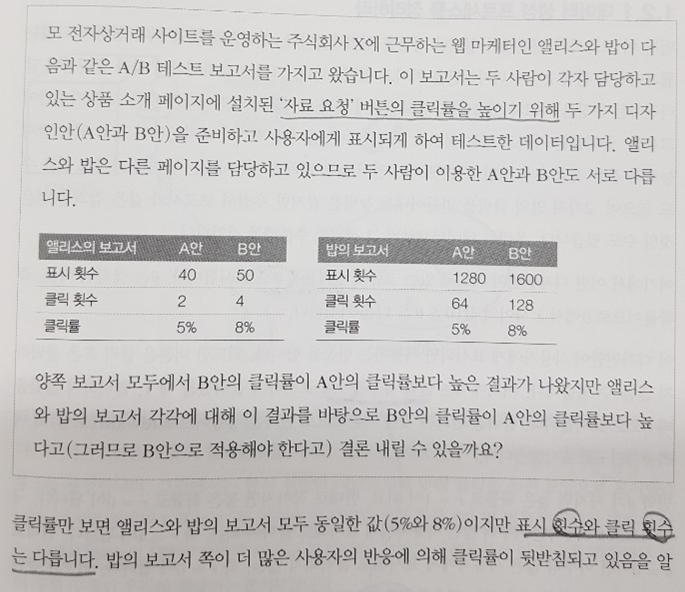 모 전자상거래 사이트를 운영하는 주식회사 X에 근무하는 웹 마케터인 앨리스와 밥이 다
음과 같은 A/B 테스트 보고서를 가지고 왔습니다. 이 보고서는 두 사람이 각자 담당하고
있는 상품 소개 페이지에 설치된 '자료 요청' 버튼의 클릭률을 높이기 위해 두 가지 디자
인안(A안과 B안)을 준비하고 사용자에게 표시되게 하여 테스트한 데이터입니다. 앨리
스와 밥은 다른 페이지를 담당하고 있으므로 두 사람이 이용한 A안과 B안도 서로 다릅
니다.
앨리스의 보고서 A안 B안
표시 횟수 40 50
클릭 횟수 2 4
클릭률 5% 8%
밥의 보고서 A안 B안
표시 횟수 1280 1600
클릭 횟수 64 128
클릭률 5% 8%
양쪽 보고서 모두에서 B안의 클릭률이 A안의 클릭률보다 높은 결과가 나왔지만 앨리스
와 밥의 보고서 각각에 대해 이 결과를 바탕으로 B안의 클릭률이 A안의 클릭률보다 높
다고(그러므로 B안으로 적용해야 한다고) 결론 내릴 수 있을까요?
클릭률만 보면 앨리스와 밥의 보고서 모두 동일한 값(5%와 8%)이지만 표시 횟수와 클릭 횟수
는 다릅니다. 밥의 보고서 쪽이 더 많은 사용자의 반응에 의해 클릭률이 뒷받침되고 있음을 알